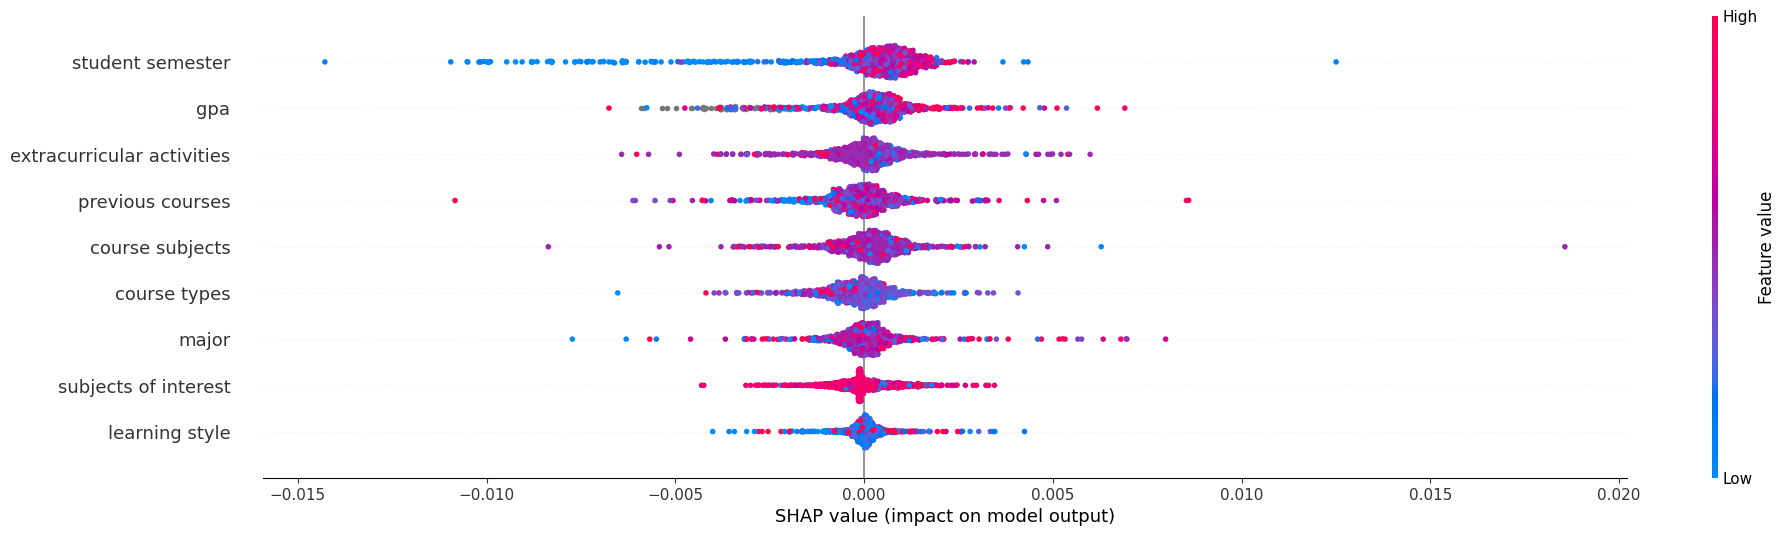 High
student semester
gpa
extracurricular activities
previous courses
course subjects
course types
major
subjects of interest
learning style
Feature value
Low
−0.015 −0.010 −0.005 0.000 0.005 0.010 0.015 0.020
SHAP value (impact on model output)